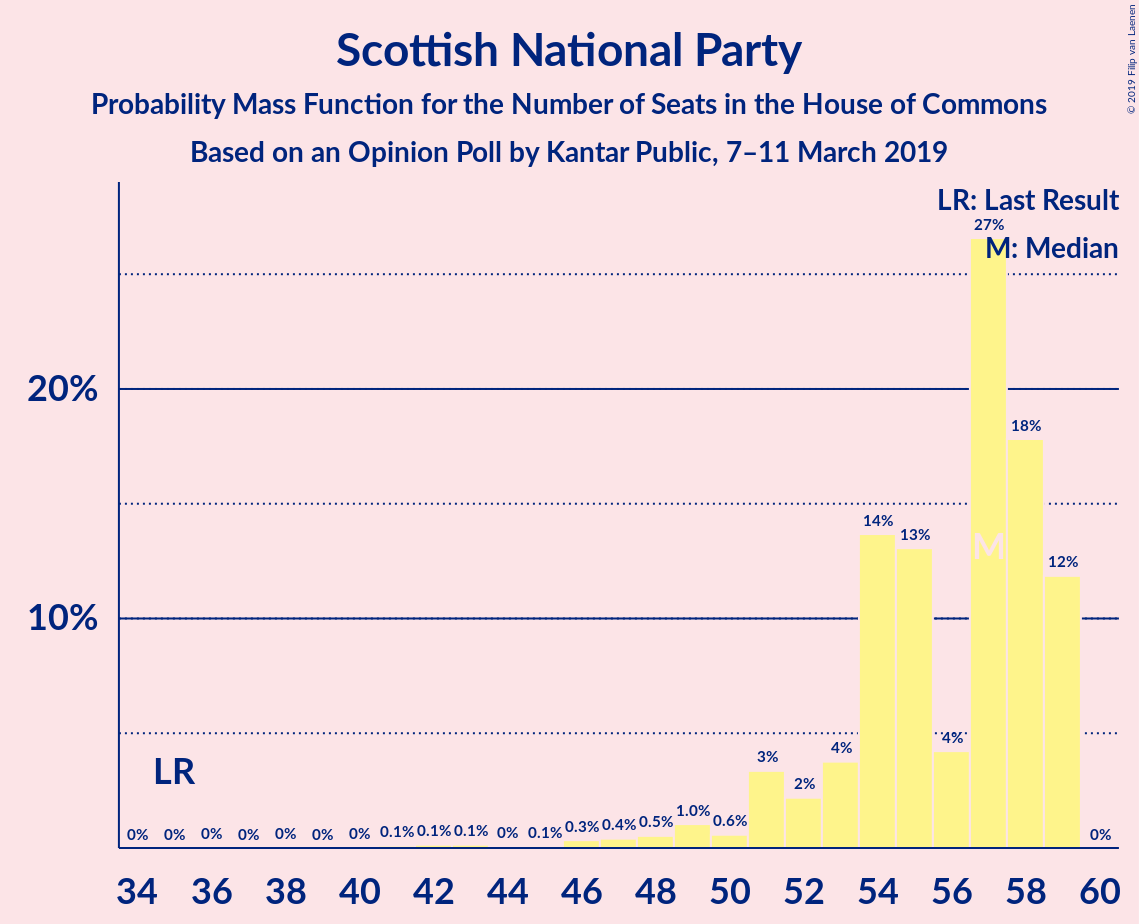 © 2019 Filip van Laenen
Scottish National Party
Probability Mass Function for the Number of Seats in the House of Commons
Based on an Opinion Poll by Kantar Public, 7–11 March 2019
LR: Last Result
27%
M: Median
20%
18%
14%
13%
M
12%
10%
4%
4%
3%
LR
2%
0% 0% 0% 0% 0% 0% 0% 0.1% 0.1% 0.1% 0% 0.1% 0.3% 0.4% 0.5% 1.0% 0.6% 0%
34 36 38 40 42 44 46 48 50 52 54 56 58 60